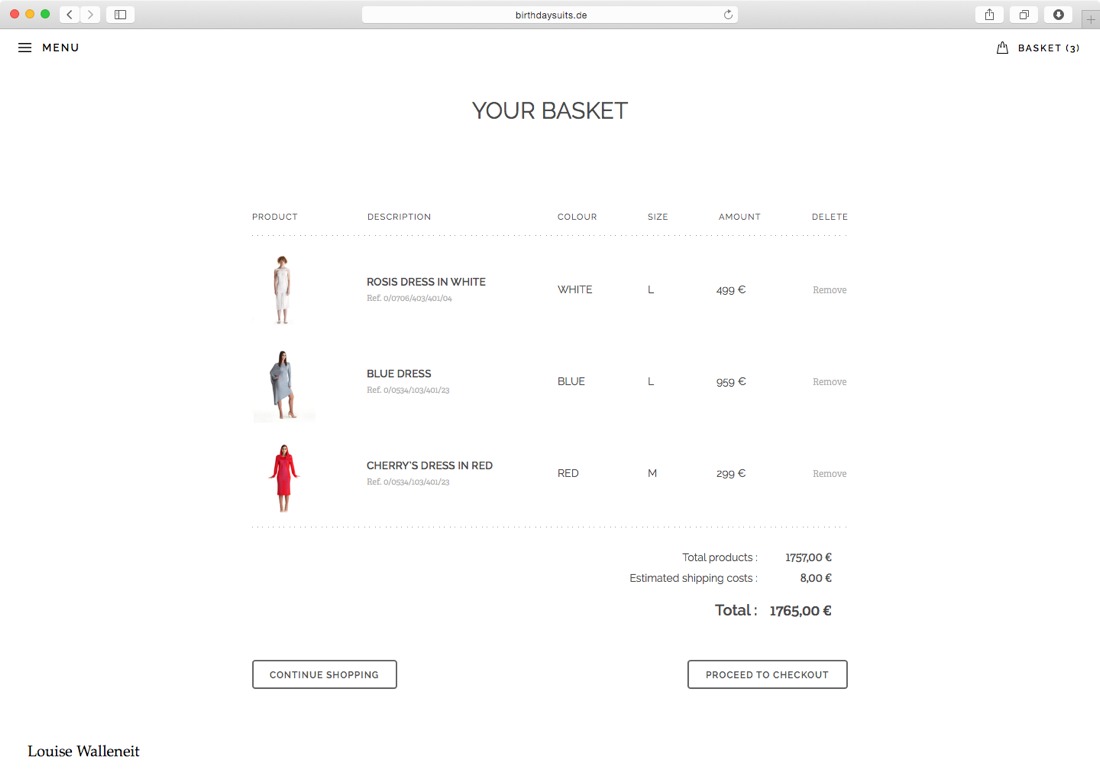 birthdaysuits.de
MENU
BASKET (3)
YOUR BASKET
PRODUCT DESCRIPTION COLOUR SIZE AMOUNT DELETE
ROSIS DRESS IN WHITE
Ref. 0/0706/403/401/04
WHITE L 499 € Remove
BLUE DRESS
Ref. 0/0534/103/401/23
BLUE L 959 € Remove
CHERRY'S DRESS IN RED
Ref. 0/0534/103/401/23
RED M 299 € Remove
Total products : 1757,00 €
Estimated shipping costs : 8,00 €
Total : 1765,00 €
CONTINUE SHOPPING
PROCEED TO CHECKOUT
Louise Walleneit